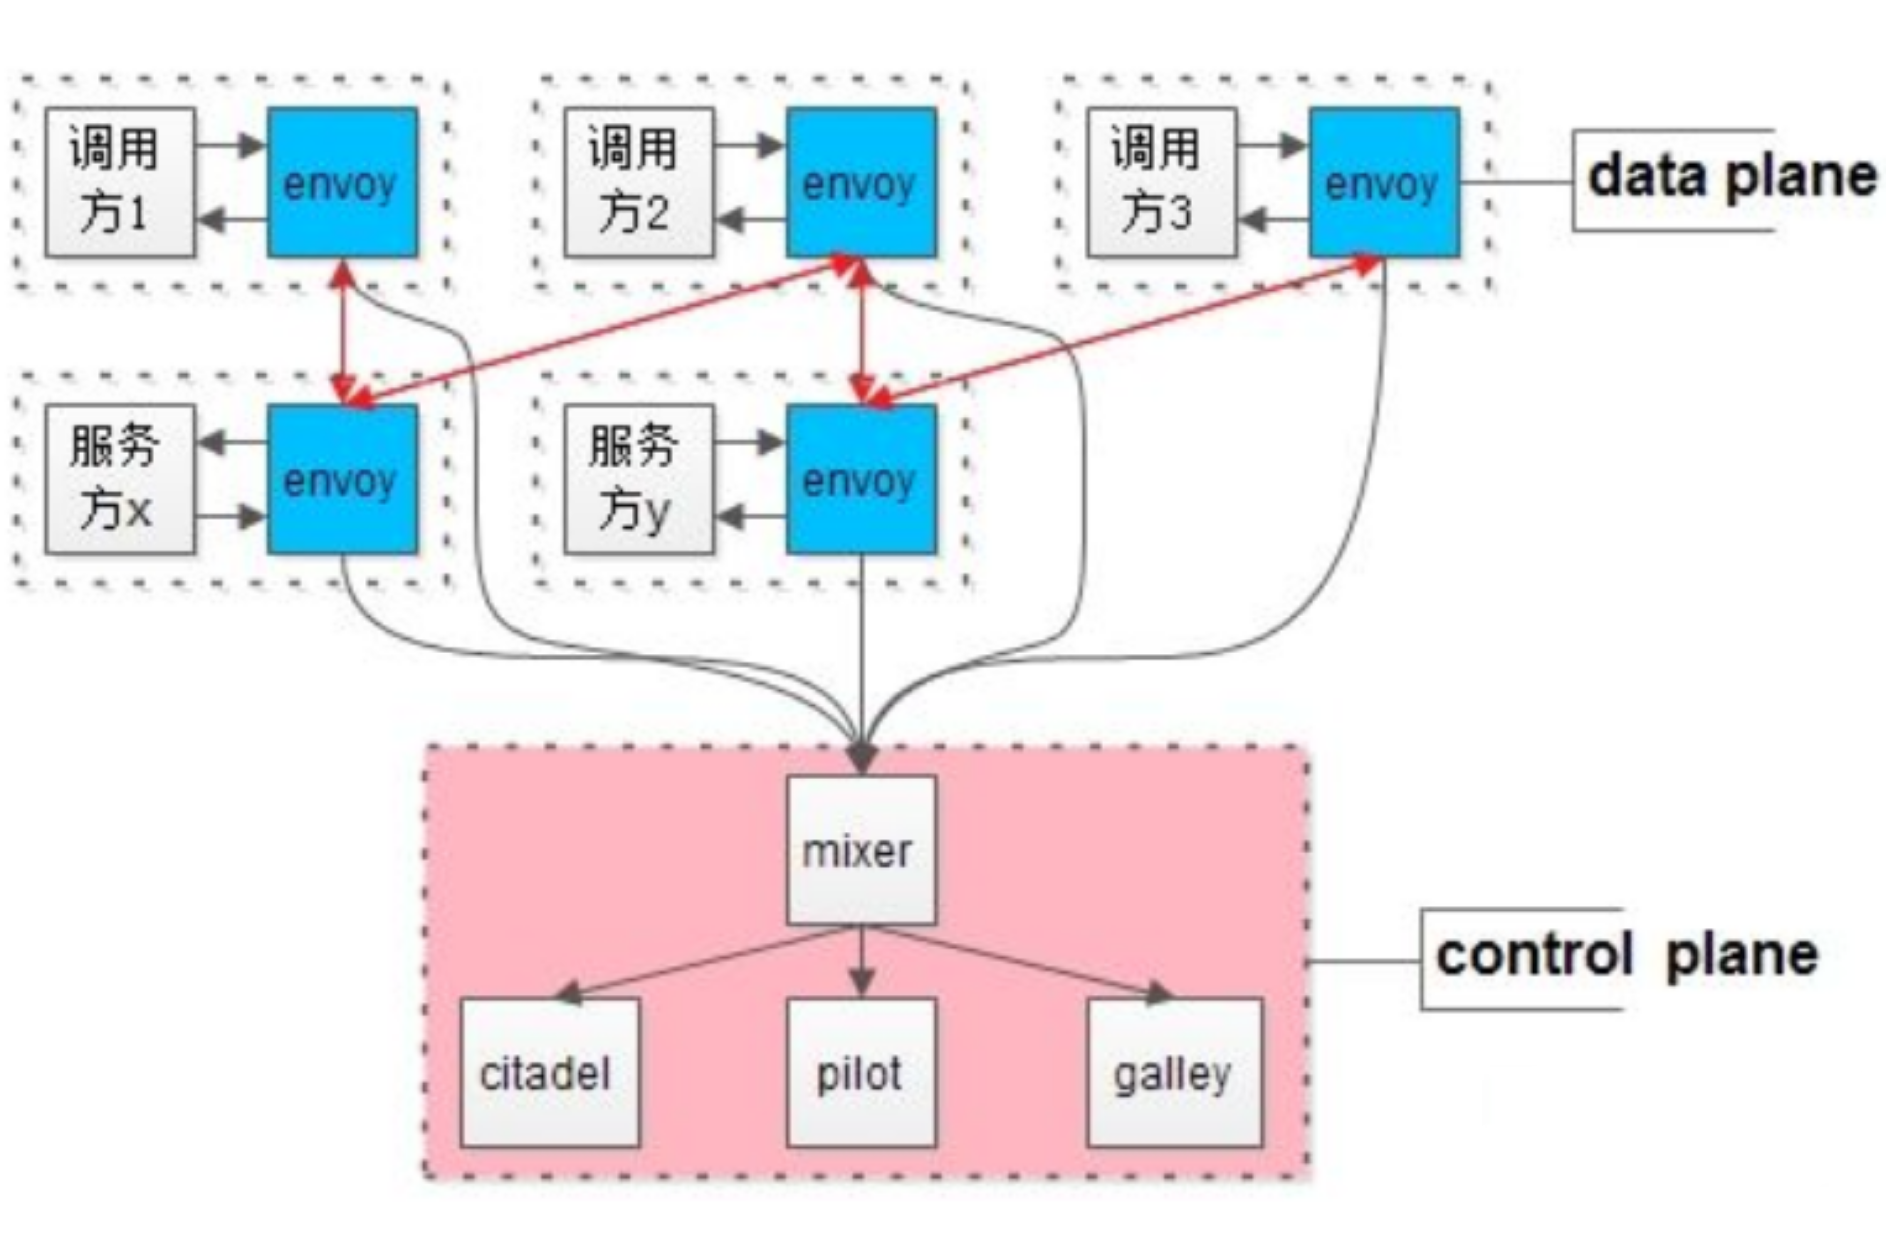 调用
方1
envoy
调用
方2
envoy
调用
方3
envoy
data plane
服务
方x
envoy
服务
方y
envoy
mixer
control plane
citadel
pilot
galley